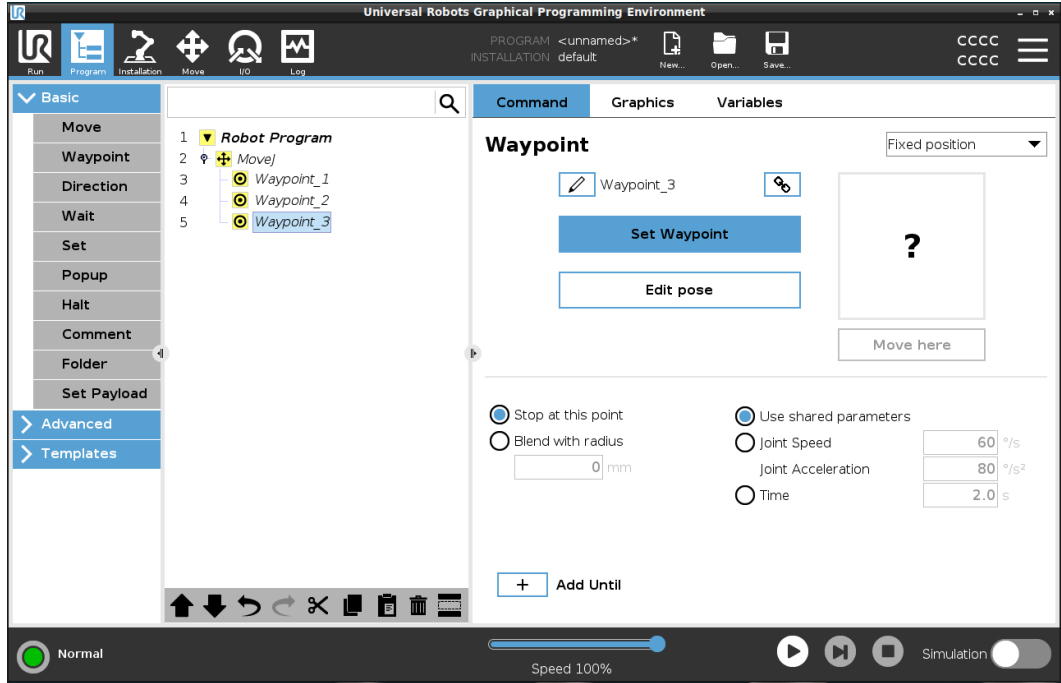 Universal Robots Graphical Programming Environment
UR
Run
Program
Installation
Move
I/O
Log
PROGRAM <unnamed>*
INSTALLATION default
New...
Open...
Save...
CCCC
CCCC
Basic
Move
Waypoint
Direction
Wait
Set
Popup
Halt
Comment
Folder
Set Payload
Advanced
Templates
1 Robot Program
2 MoveJ
3 Waypoint_1
4 Waypoint_2
5 Waypoint_3
Command Graphics Variables
Waypoint
Fixed position
Waypoint_3
Set Waypoint
Edit pose
?
Move here
Stop at this point
Blend with radius
0 mm
Use shared parameters
Joint Speed 60 °/s
Joint Acceleration 80 °/s²
Time 2.0 s
+ Add Until
Normal
Speed 100%
Simulation